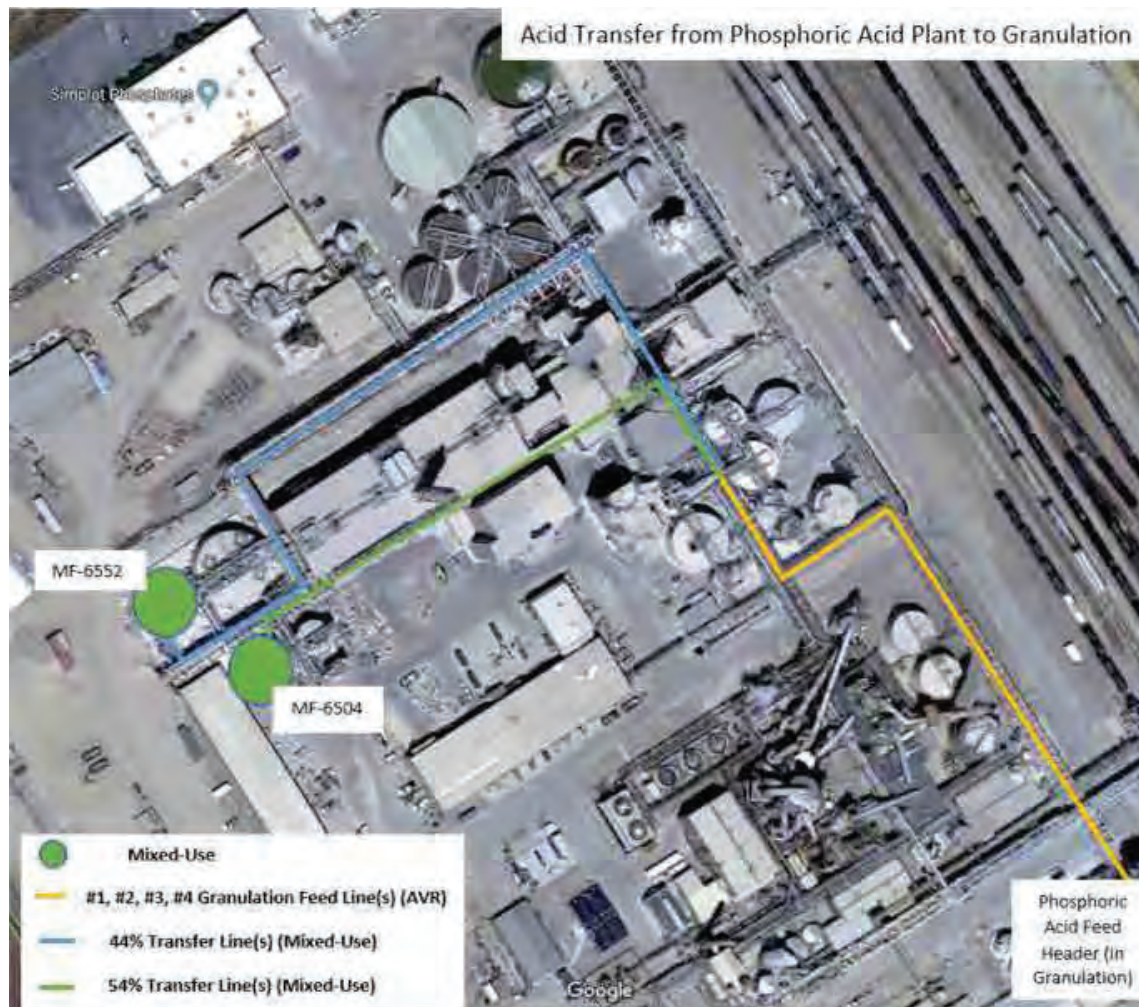 Acid Transfer from Phosphoric Acid Plant to Granulation
Simplot Phosphates
MF-6552
MF-6504
Mixed-Use
#1, #2, #3, #4 Granulation Feed Line(s) (AVR)
44% Transfer Line(s) (Mixed-Use)
54% Transfer Line(s) (Mixed-Use)
Phosphoric
Acid Feed
Header (in
Granulation)
Google